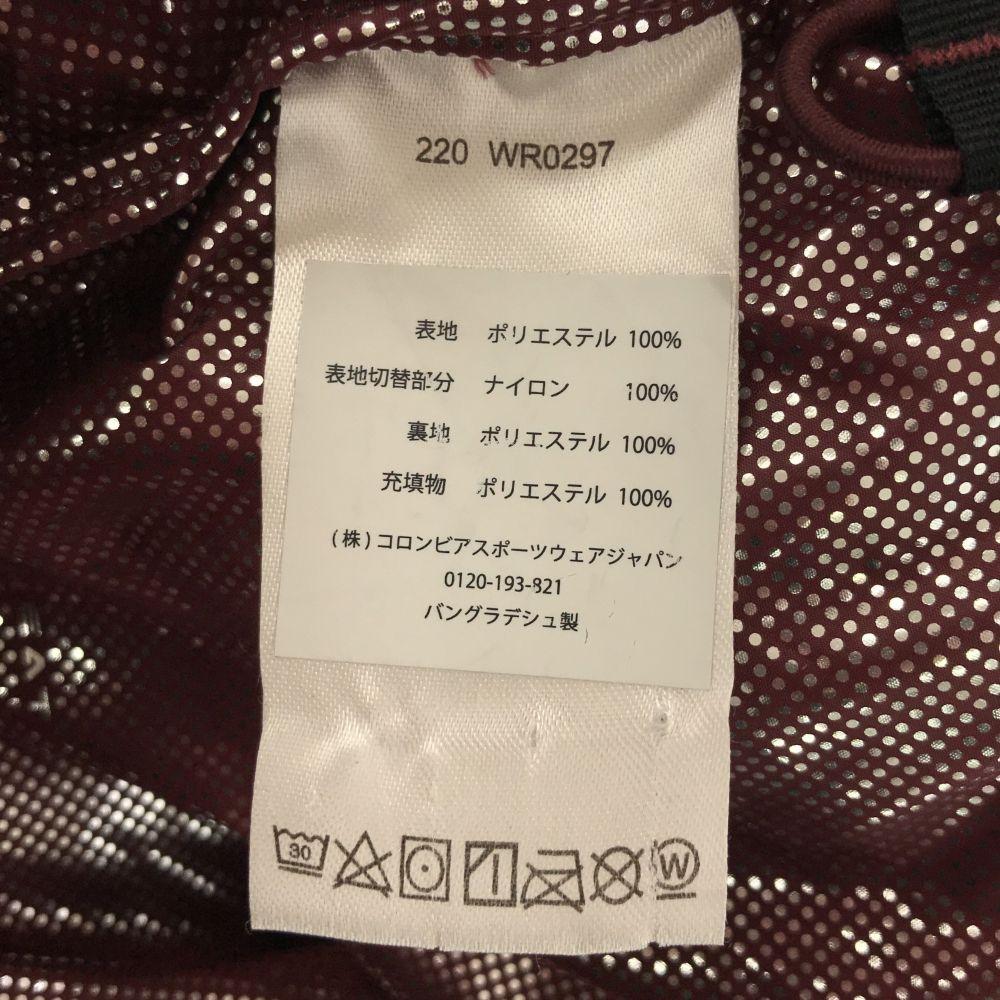 220 WR0297
表地 ポリエステル 100%
表地切替部分 ナイロン 100%
裏地 ポリエステル 100%
充填物 ポリエステル 100%
(株)コロンビアスポーツウェアジャパン
0120-193-821
バングラデシュ製
30
W